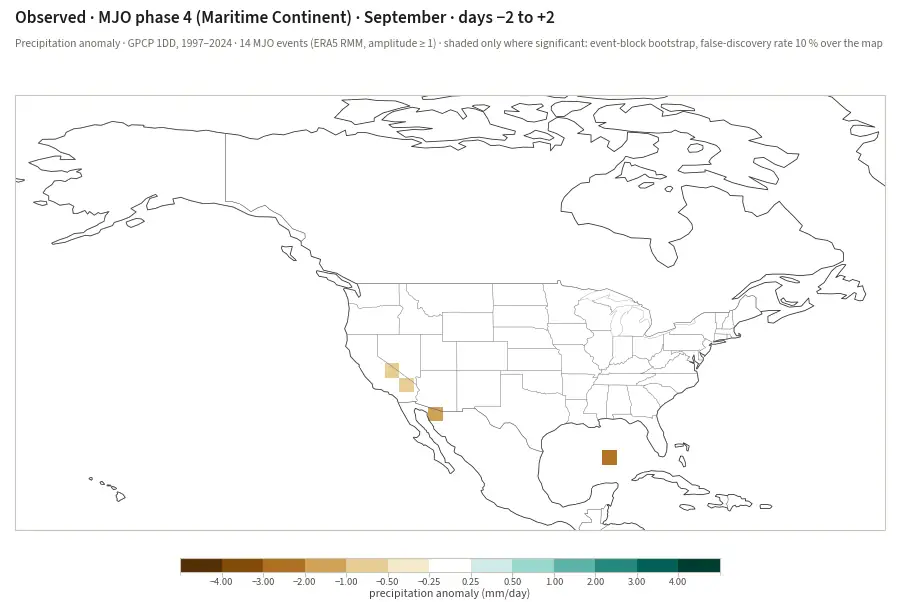 Observed · MJO phase 4 (Maritime Continent) · September · days −2 to +2
Precipitation anomaly · GPCP 1DD, 1997–2024 · 14 MJO events (ERA5 RMM, amplitude ≥ 1) · shaded only where significant: event-block bootstrap, false-discovery rate 10 % over the map
−4.00 −3.00 −2.00 −1.00 −0.50 −0.25 0.25 0.50 1.00 2.00 3.00 4.00
precipitation anomaly (mm/day)